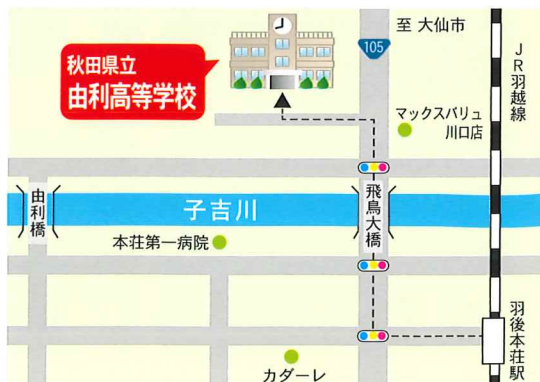 至 大仙市
105
秋田県立
由利高等学校
マックスバリュ
川口店
JR羽越線
由利橋
子吉川
飛鳥大橋
本荘第一病院
カダーレ
羽後本荘駅